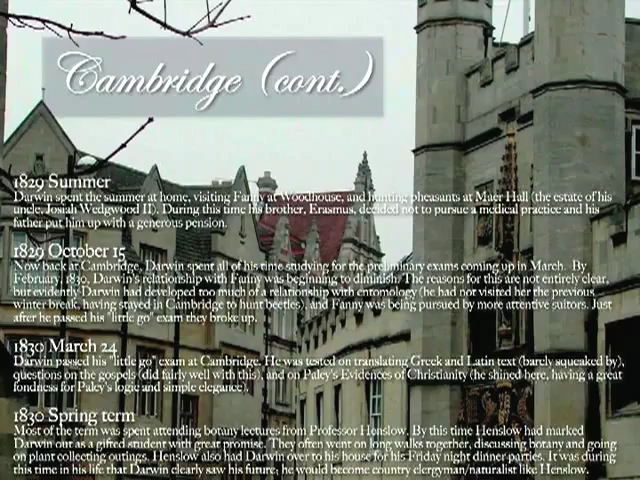 Cambridge (cont.)
1829 Summer
Darwin spent the summer at home, visiting Fanny at Woodhouse, and hunting pheasants at Maer Hall (the estate of his
uncle, Josiah Wedgwood II). During this time his brother, Erasmus, decided not to pursue a medical practice and his
father put him up with a generous pension.
1829 October 15
Now back at Cambridge, Darwin spent all of his time studying for the preliminary exams coming up in March.  By
February, 1830, Darwin's relationship with Fanny was beginning to diminish. The reasons for this are not entirely clear,
but evidently Darwin had developed too much of a relationship with entomology (he had not visited her the previous
winter break, having stayed in Cambridge to hunt beetles), and Fanny was being pursued by more attentive suitors. Just
after he passed his "little go" exam they broke up.
1830 March 24
Darwin passed his "little go" exam at Cambridge. He was tested on translating Greek and Latin text (barely squeaked by),
questions on the gospels (did fairly well with this), and on Paley's Evidences of Christianity (he shined here, having a great
fondness for Paley's logic and simple elegance).
1830 Spring term
Most of the term was spent attending botany lectures from Professor Henslow. By this time Henslow had marked
Darwin out as a gifted student with great promise. They often went on long walks together, discussing botany and going
on plant collecting outings. Henslow also had Darwin over to his house for his Friday night dinner parties. It was during
this time in his life that Darwin clearly saw his future; he would become country clergyman/naturalist like Henslow.